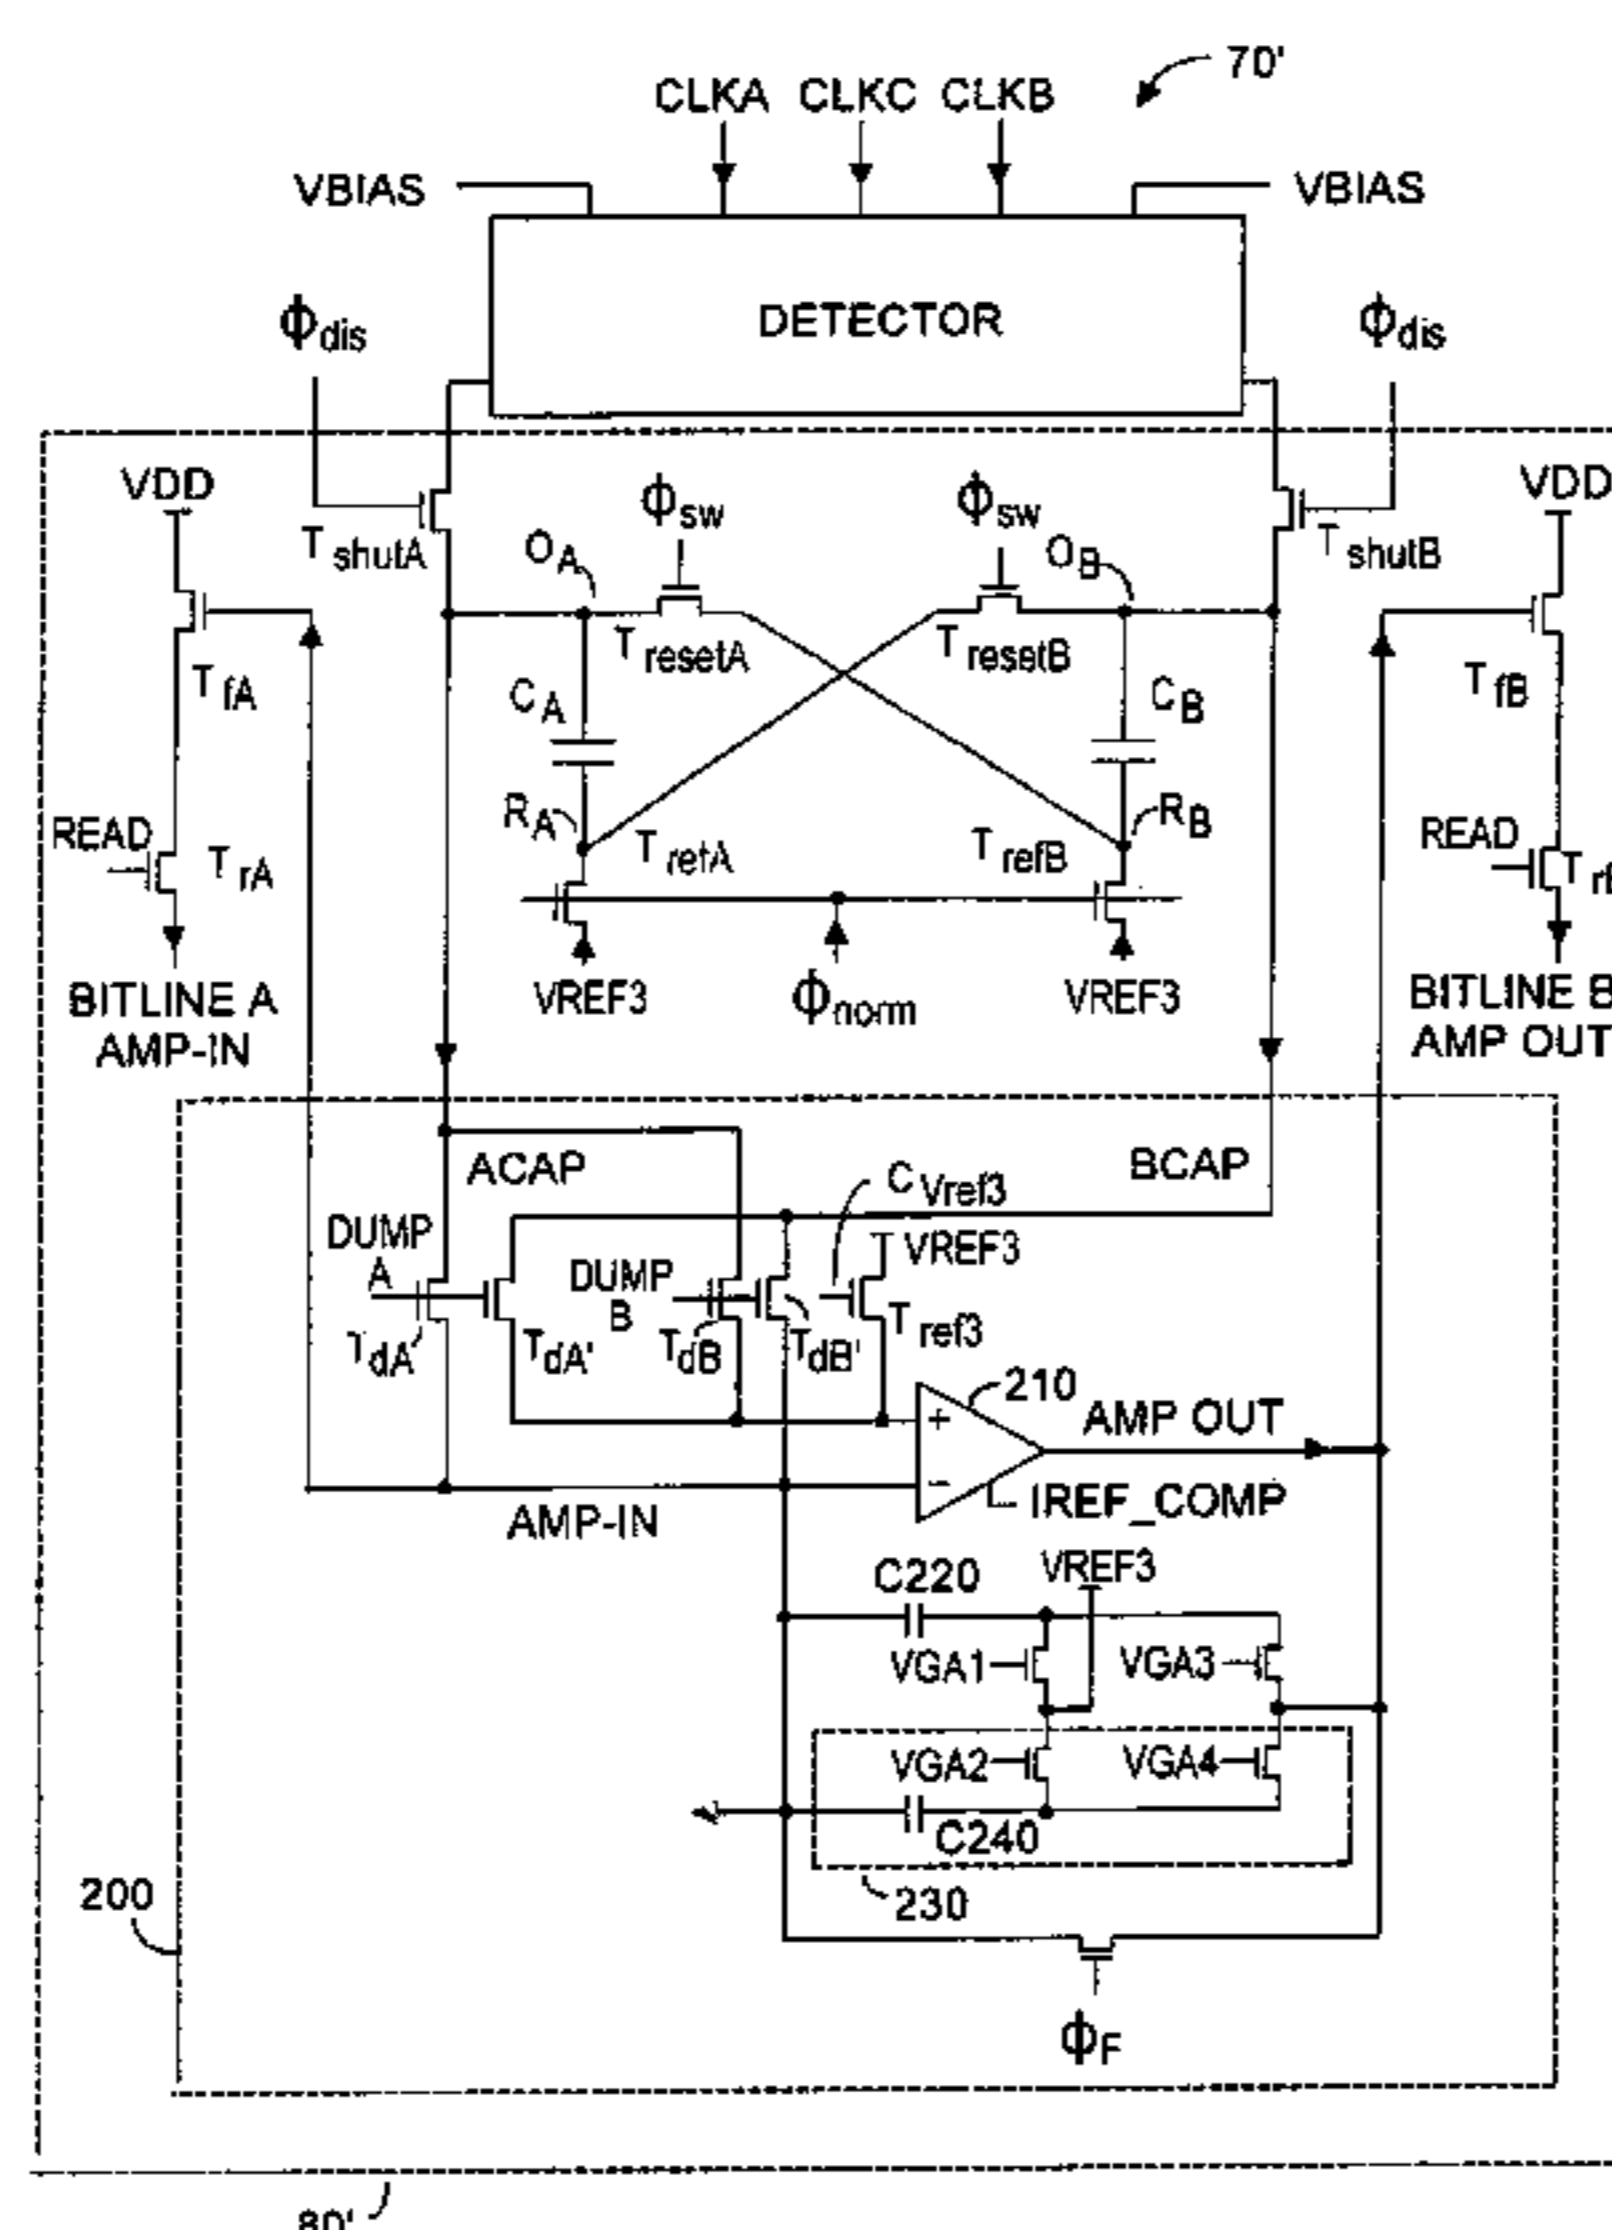 70'
CLKA CLKC CLKB
VBIAS VBIAS
DETECTOR
ϕdis ϕdis
VDD ϕsw ϕsw VDD
TshutA OA OB TshutB
TresetA TresetB
TfA CA CB TfB
RA TrefA TrefB RB
READ TrA READ
VREF3 ϕnorm VREF3
BITLINE A BITLINE B
AMP-IN AMP OUT
ACAP CVref3 BCAP
DUMP A VREF3
DUMP B
TdA TdA' TdB TdB' Tref3
210
+ AMP OUT
- IREF_COMP
AMP-IN
C220 VREF3
VGA1 VGA3
VGA2 VGA4
C240
200 230
ϕF
80'